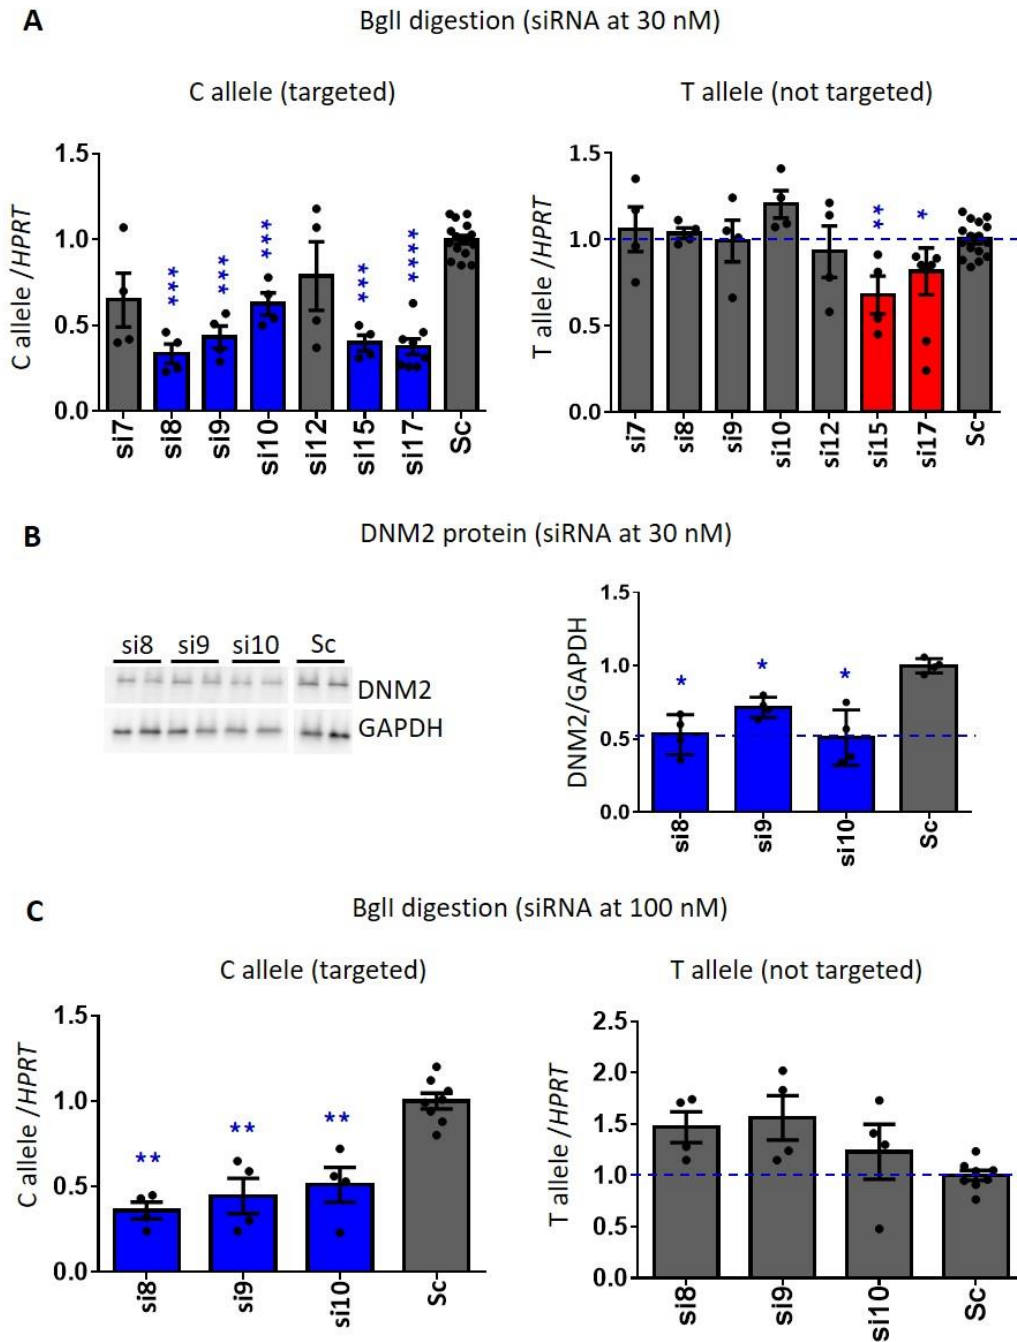 A
BglI digestion (siRNA at 30 nM)
C allele (targeted)
T allele (not targeted)
C allele /HPRT
1.5
1.0
0.5
0.0
***
***
***
***
****
si7
si8
si9
si10
si12
si15
si17
Sc
T allele /HPRT
1.5
1.0
0.5
0.0
**
*
si7
si8
si9
si10
si12
si15
si17
Sc
B
DNM2 protein (siRNA at 30 nM)
si8 si9 si10 Sc
DNM2
GAPDH
DNM2/GAPDH
1.5
1.0
0.5
0.0
*
*
*
si8
si9
si10
Sc
C
BglI digestion (siRNA at 100 nM)
C allele (targeted)
T allele (not targeted)
C allele /HPRT
1.5
1.0
0.5
0.0
**
**
**
si8
si9
si10
Sc
T allele /HPRT
2.5
2.0
1.5
1.0
0.5
0.0
si8
si9
si10
Sc